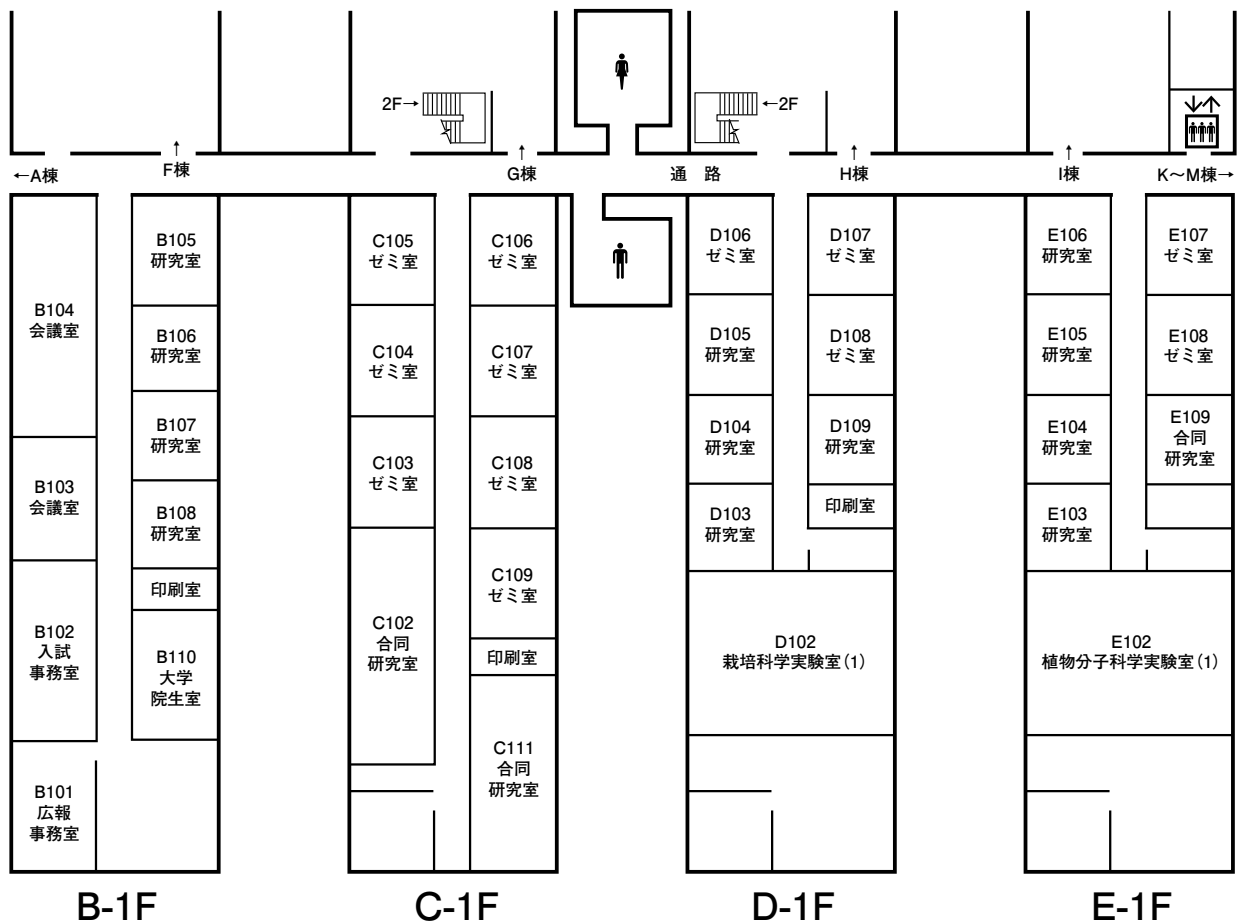 2F→
←2F
←A棟
↑
F棟
↑
G棟
通 路
↑
H棟
↑
I棟
↓↑
K〜M棟→
B104
会議室
B103
会議室
B102
入試
事務室
B101
広報
事務室
B105
研究室
B106
研究室
B107
研究室
B108
研究室
印刷室
B110
大学
院生室
B-1F
C105
ゼミ室
C104
ゼミ室
C103
ゼミ室
C102
合同
研究室
C106
ゼミ室
C107
ゼミ室
C108
ゼミ室
C109
ゼミ室
印刷室
C111
合同
研究室
C-1F
D106
ゼミ室
D105
研究室
D104
研究室
D103
研究室
D107
ゼミ室
D108
ゼミ室
D109
研究室
印刷室
D102
栽培科学実験室(1)
D-1F
E106
研究室
E105
研究室
E104
研究室
E103
研究室
E107
ゼミ室
E108
ゼミ室
E109
合同
研究室
E102
植物分子科学実験室(1)
E-1F